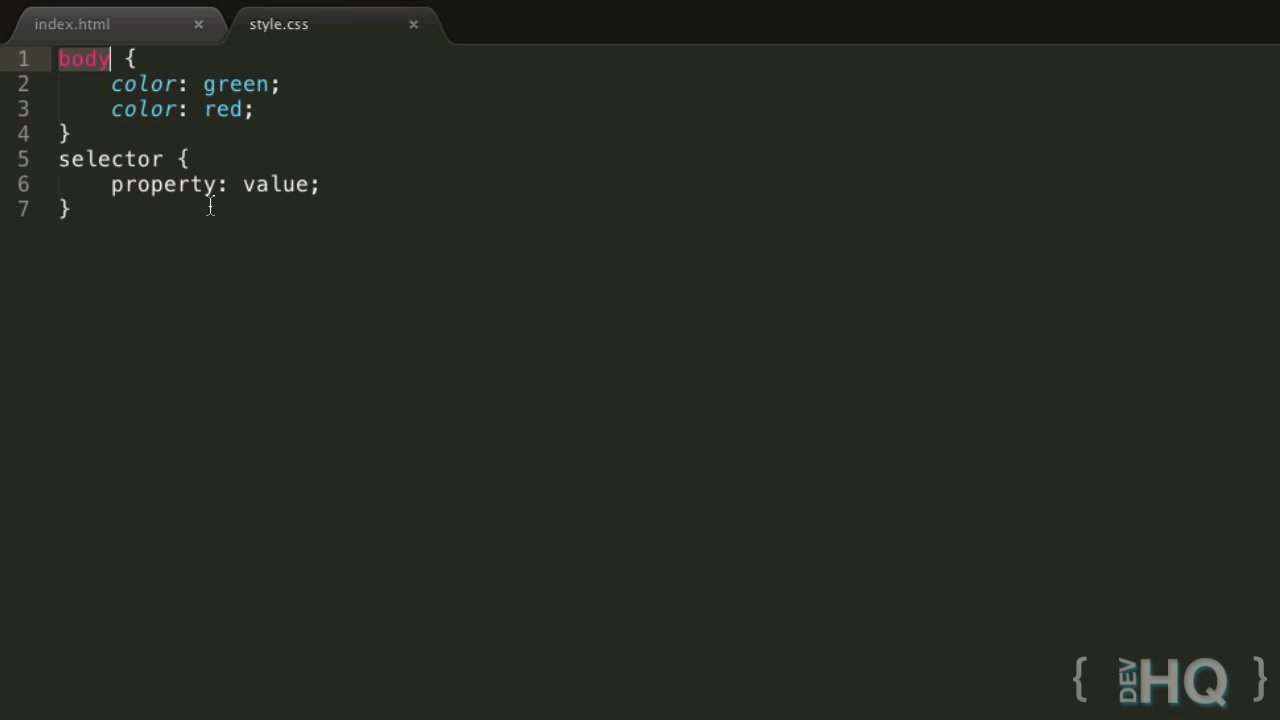 index.html × style.css ×
1 body {
2 color: green;
3 color: red;
4 }
5 selector {
6 property: value;
7 }
{ DEV HQ }